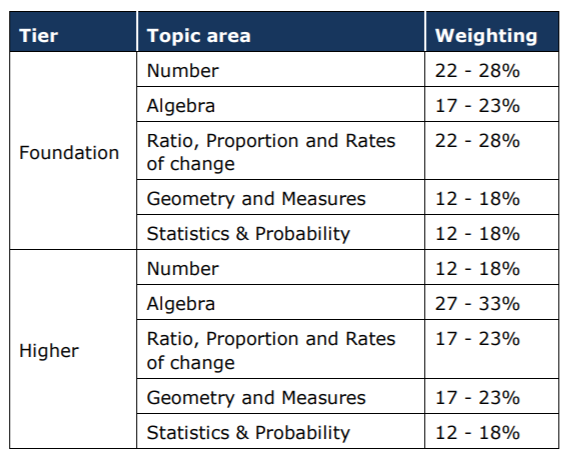 Tier Topic area Weighting
Number 22 - 28%
Algebra 17 - 23%
Ratio, Proportion and Rates 22 - 28%
of change
Foundation
Geometry and Measures 12 - 18%
Statistics & Probability 12 - 18%
Number 12 - 18%
Algebra 27 - 33%
Ratio, Proportion and Rates 17 - 23%
of change
Higher
Geometry and Measures 17 - 23%
Statistics & Probability 12 - 18%